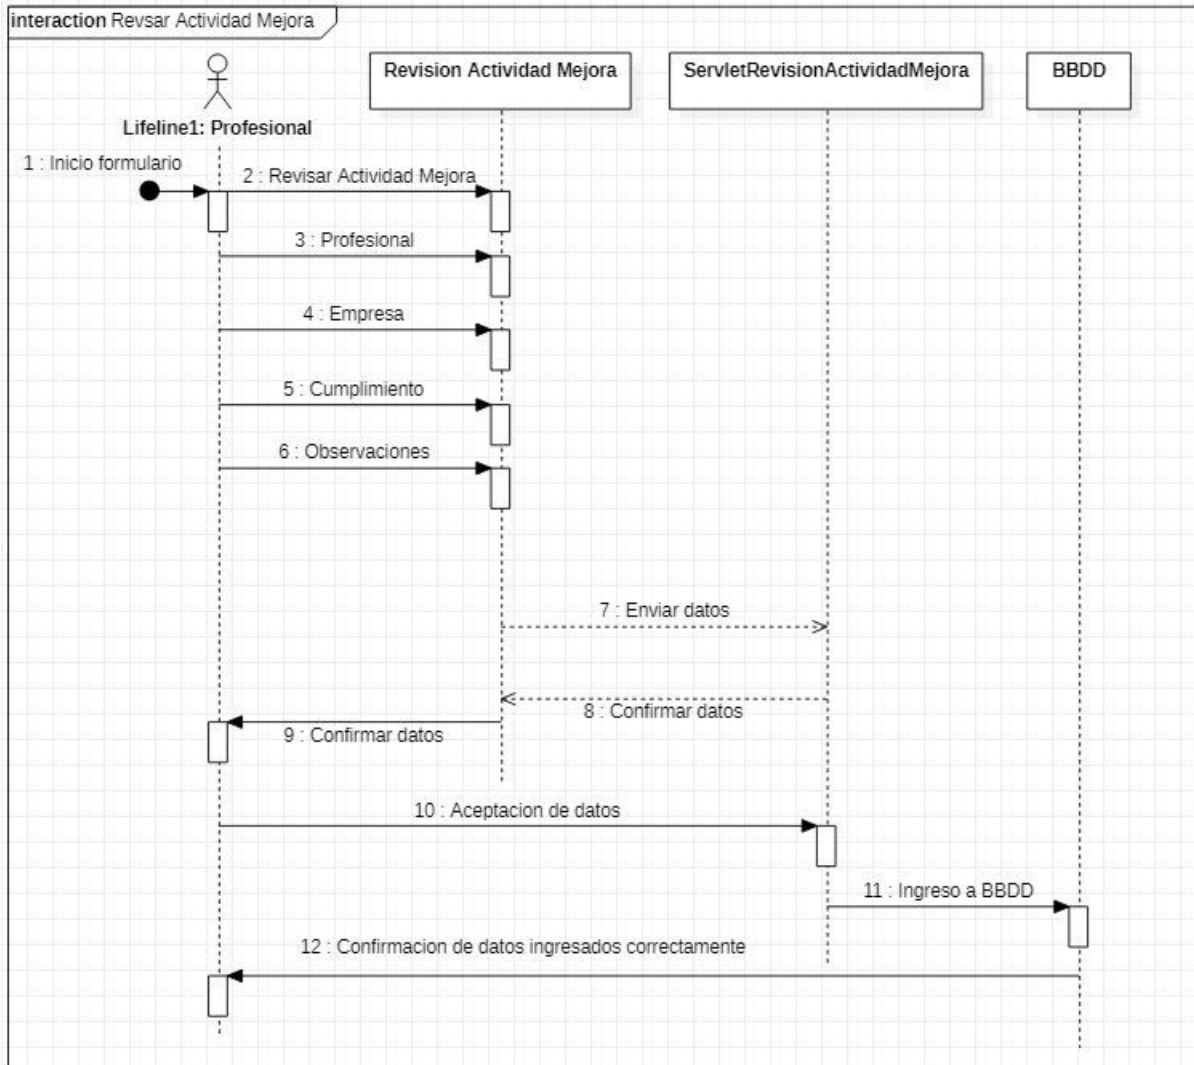 interaction Revsar Actividad Mejora
Revision Actividad Mejora
ServletRevisionActividadMejora
BBDD
Lifeline1: Profesional
1 : Inicio formulario
2 : Revisar Actividad Mejora
3 : Profesional
4 : Empresa
5 : Cumplimiento
6 : Observaciones
7 : Enviar datos
8 : Confirmar datos
9 : Confirmar datos
10 : Aceptacion de datos
11 : Ingreso a BBDD
12 : Confirmacion de datos ingresados correctamente